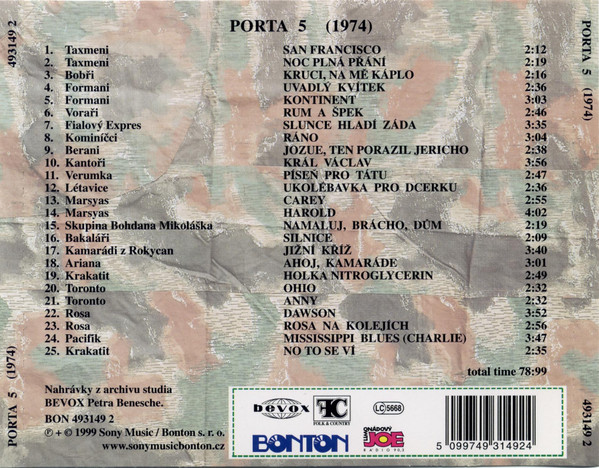 493149 2
PORTA 5 (1974)
PORTA 5 (1974)
1. Taxmeni SAN FRANCISCO 2:12
2. Taxmeni NOC PLNÁ PŘÁNÍ 2:19
3. Bobři KRUCI, NA MĚ KÁPLO 2:16
4. Formani UVADLÝ KVÍTEK 2:36
5. Formani KONTINENT 3:03
6. Voraři RUM A ŠPEK 2:46
7. Fialový Expres SLUNCE HLADÍ ZÁDA 3:35
8. Kominíčci RÁNO 3:04
9. Berani JOZUE, TEN PORAZIL JERICHO 2:38
10. Kantoři KRÁL VÁCLAV 3:56
11. Verumka PÍSEŇ PRO TÁTU 2:47
12. Létavice UKOLÉBAVKA PRO DCERKU 2:36
13. Marsyas CAREY 2:55
14. Marsyas HAROLD 4:02
15. Skupina Bohdana Mikoláška NAMALUJ, BRÁCHO, DŮM 2:19
16. Bakaláři SILNICE 2:09
17. Kamarádi z Rokycan JIŽNÍ KŘÍŽ 2:40
18. Ariana AHOJ, KAMARÁDE 3:01
19. Krakatit HOLKA NITROGLYCERIN 2:49
20. Toronto OHIO 2:32
21. Toronto ANNY 2:32
22. Rosa DAWSON 3:52
23. Rosa ROSA NA KOLEJÍCH 2:31
24. Pacifik MISSISSIPPI BLUES (CHARLIE) 3:47
25. Krakatit NO TO SE VÍ 2:35
total time 78:99
Nahrávky z archivu studia
BEVOX Petra Benesche.
BON 493149 2
℗ + © 1999 Sony Music / Bonton s. r. o.
www.sonymusicbonton.cz
Devox
FC
FOLK & COUNTRY
LC 5668
BONTON
JOE
RADIO 90,3
5 099749 314924
PORTA 5 (1974)
493149 2